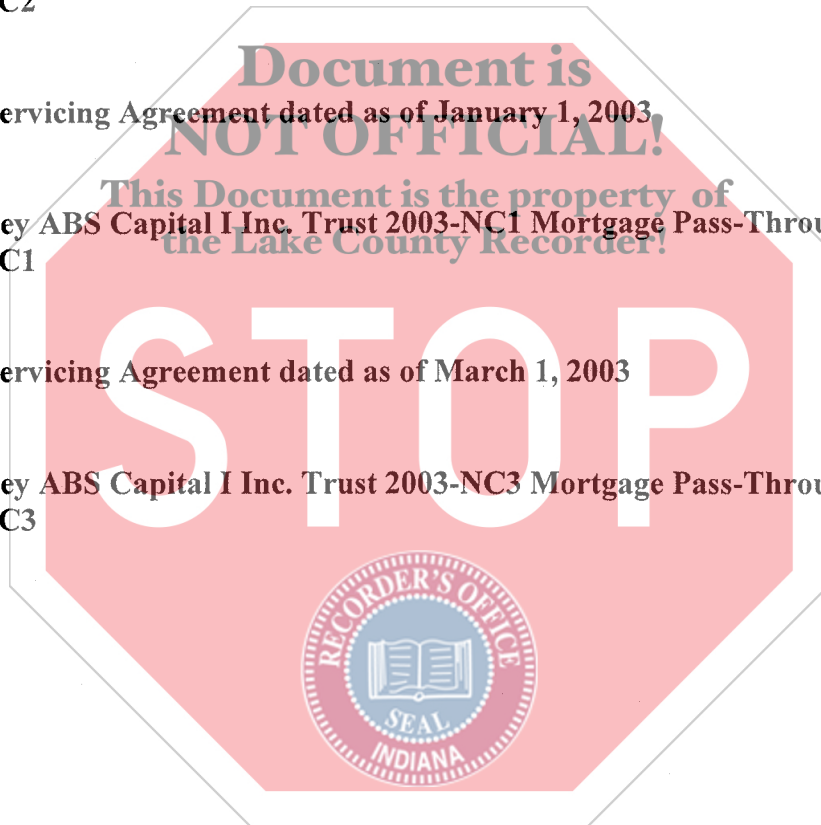 C2
Document is
ervicing Agreement dated as of January 1, 2003
NOT OFFICIAL!
This Document is the property of
ey ABS Capital I Inc. Trust 2003-NC1 Mortgage Pass-Throu
the Lake County Recorder!
C1
STOP
ervicing Agreement dated as of March 1, 2003
ey ABS Capital I Inc. Trust 2003-NC3 Mortgage Pass-Throu
C3
RECORDER'S OFFICE
SEAL
INDIANA